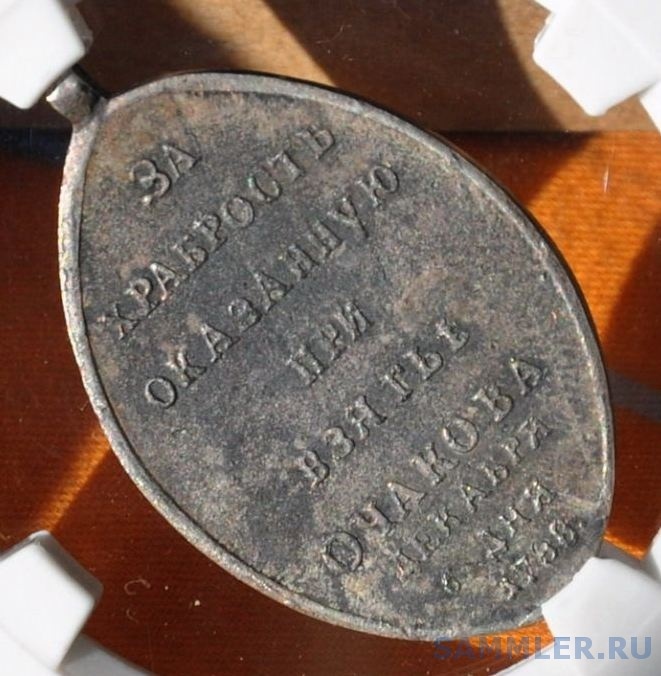 ЗА
ХРАБРОСТЬ
ОКАЗАННУЮ
ПРИ
ВЗЯТЬЕ
ОЧАКОВА
ДЕКАБРЯ
6 ДНЯ
1788.
SAMMLER.RU